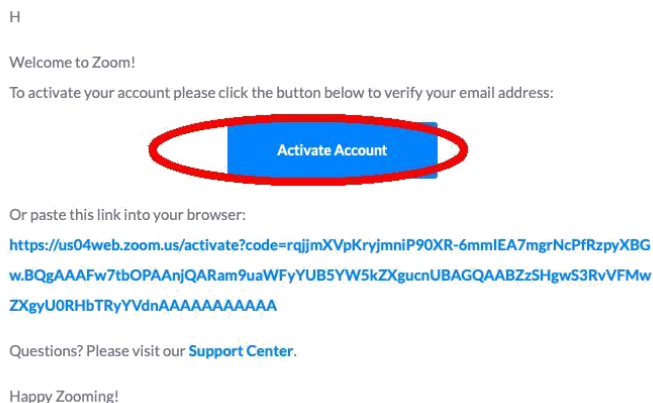 H
Welcome to Zoom!
To activate your account please click the button below to verify your email address:
Activate Account
Or paste this link into your browser:
https://us04web.zoom.us/activate?code=rqjjmXVpKryjmniP90XR-6mmIEA7mgrNcPfRzpyXBG
w.BQgAAAFw7tbOPAAnjQARam9uaWFyYUB5YW5kZXgucnUBAGQAABZzSHgwS3RvVFMw
ZXgyU0RHbTRyYVdnAAAAAAAAAAA
Questions? Please visit our Support Center.
Happy Zooming!